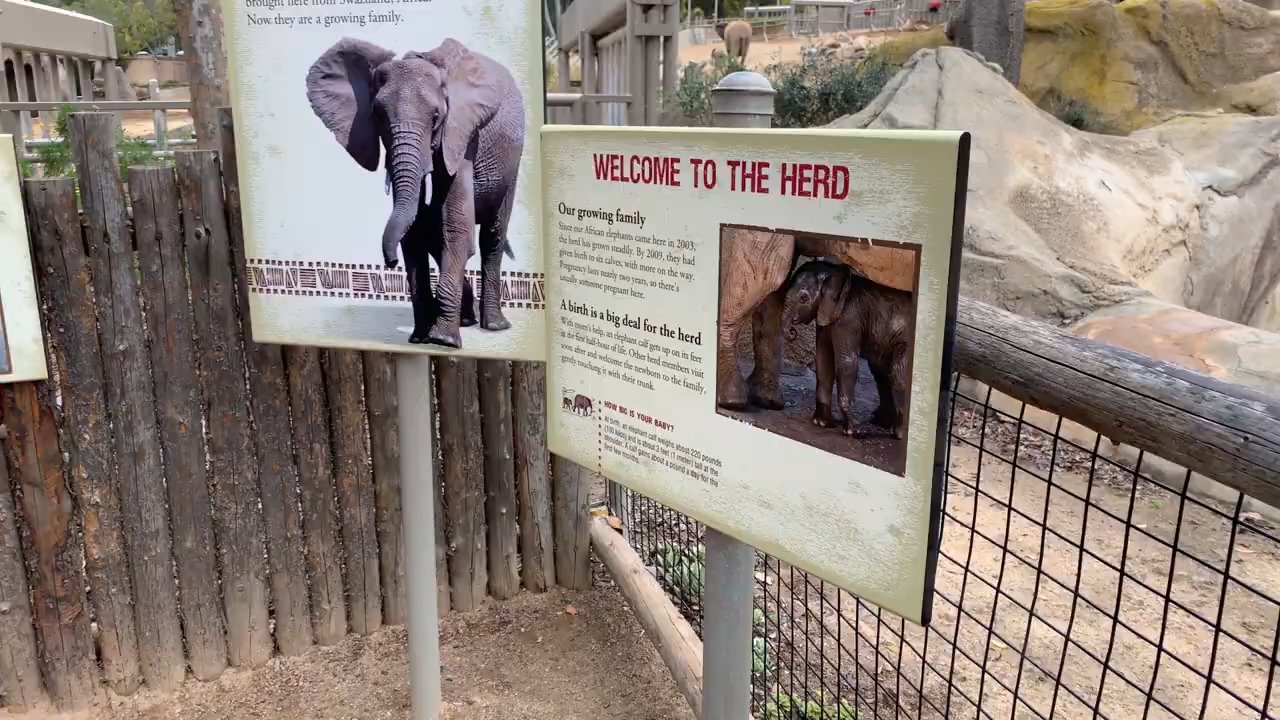 brought here from Swaziland, Africa.
Now they are a growing family.
WELCOME TO THE HERD
Our growing family
Since our African elephants came here in 2003,
the herd has grown steadily. By 2009, they had
given birth to six calves, with more on the way.
Pregnancy lasts nearly two years, so there's
usually someone pregnant here.
A birth is a big deal for the herd
With mom's help, an elephant calf gets up on its feet
in the first half-hour of life. Other herd members visit
soon after and welcome the newborn to the family,
gently touching it with their trunk.
HOW BIG IS YOUR BABY?
At birth, an elephant calf weighs about 220 pounds
(100 kilos) and is about 3 feet (1 meter) tall at the
shoulder. A calf gains about a pound a day for the
first few months.